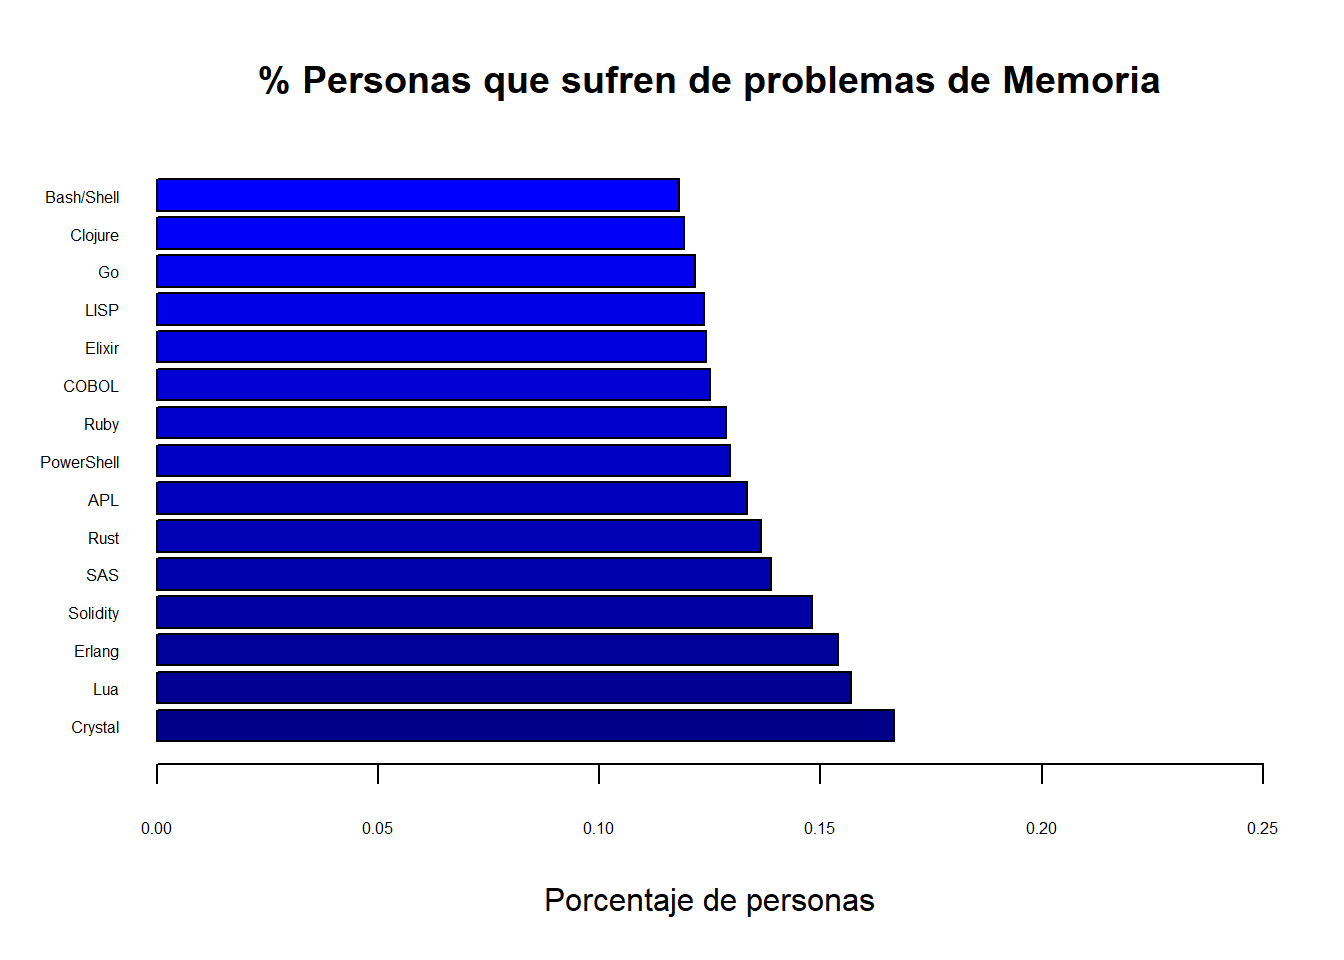 % Personas que sufren de problemas de Memoria
Bash/Shell
Clojure
Go
LISP
Elixir
COBOL
Ruby
PowerShell
APL
Rust
SAS
Solidity
Erlang
Lua
Crystal
0.00 0.05 0.10 0.15 0.20 0.25
Porcentaje de personas